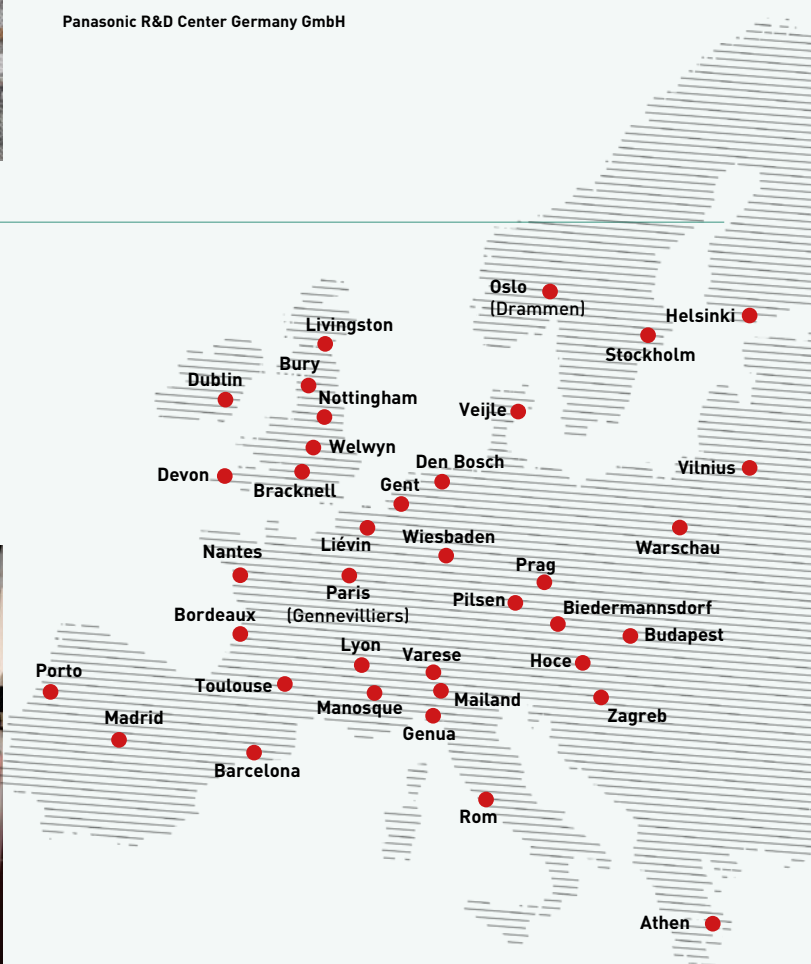 Panasonic R&D Center Germany GmbH
Oslo
(Drammen)
Helsinki
Livingston
Stockholm
Bury
Dublin
Nottingham
Veijle
Welwyn
Den Bosch
Vilnius
Devon
Gent
Bracknell
Wiesbaden
Liévin
Warschau
Nantes
Prag
Paris
(Gennevilliers)
Pilsen
Biedermannsdorf
Bordeaux
Budapest
Lyon
Varese
Hoce
Porto
Toulouse
Mailand
Manosque
Madrid
Zagreb
Genua
Barcelona
Rom
Athen